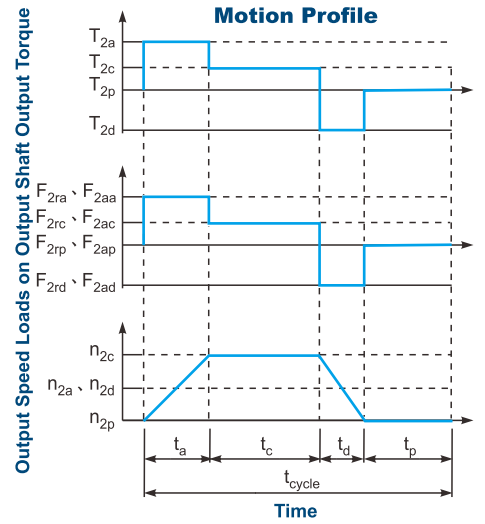 Motion Profile
Output Speed Loads on Output Shaft Output Torque
T2a
T2c
T2p
T2d
F2ra、F2aa
F2rc、F2ac
F2rp、F2ap
F2rd、F2ad
n2c
n2a、n2d
n2p
ta tc td tp
tcycle
Time